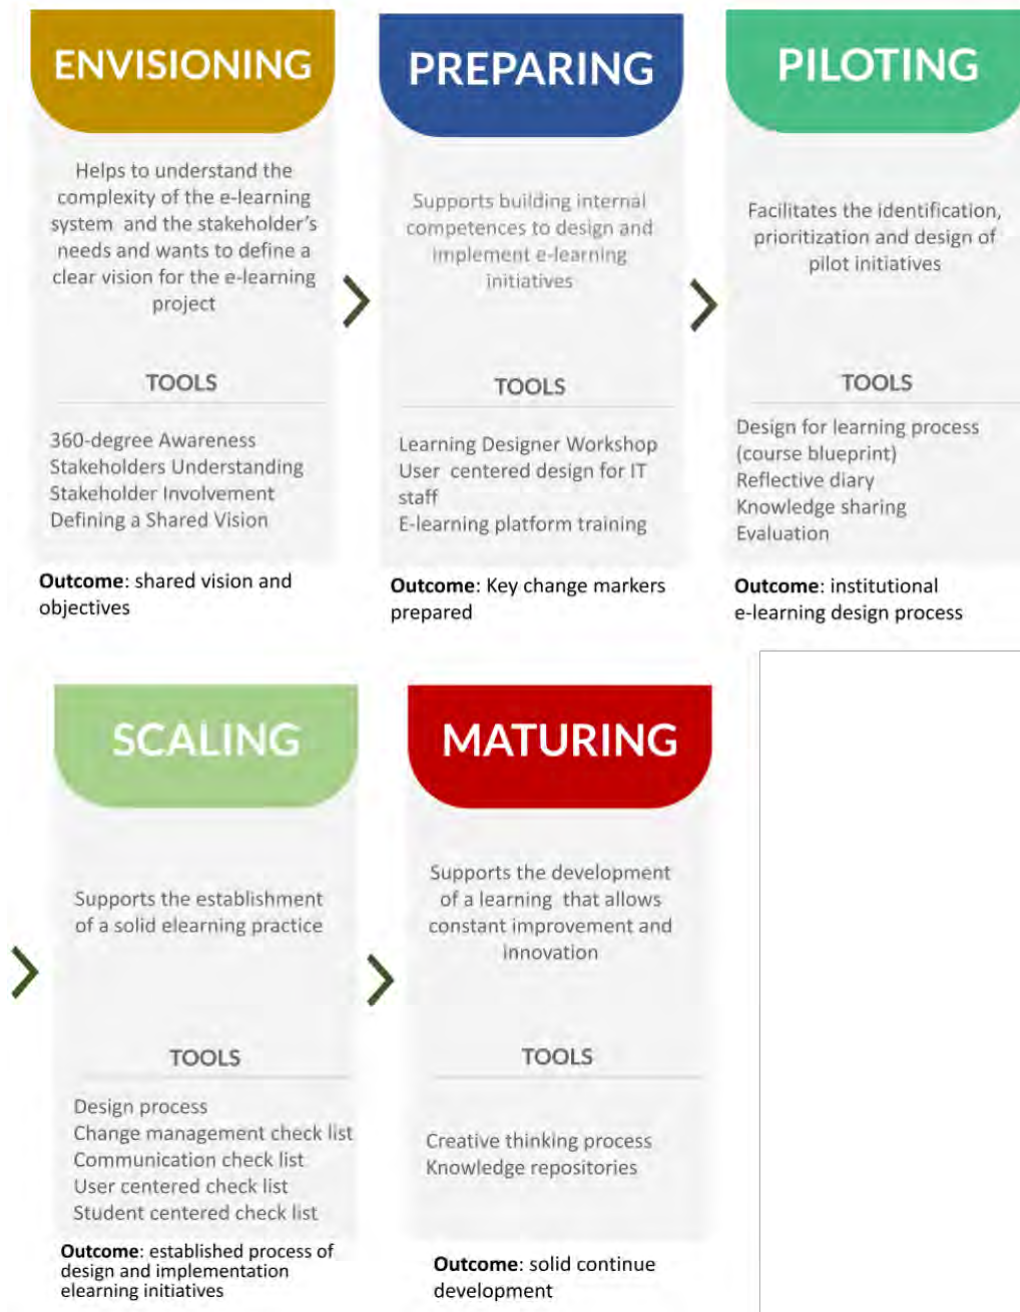 ENVISIONING
Helps to understand the
complexity of the e-learning
system and the stakeholder's
needs and wants to define a
clear vision for the e-learning
project
TOOLS
360-degree Awareness
Stakeholders Understanding
Stakeholder Involvement
Defining a Shared Vision
Outcome: shared vision and
objectives
PREPARING
Supports building internal
competences to design and
implement e-learning
initiatives
TOOLS
Learning Designer Workshop
User centered design for IT
staff
E-learning platform training
Outcome: Key change markers
prepared
PILOTING
Facilitates the identification,
prioritization and design of
pilot initiatives
TOOLS
Design for learning process
(course blueprint)
Reflective diary
Knowledge sharing
Evaluation
Outcome: institutional
e-learning design process
SCALING
Supports the establishment
of a solid elearning practice
TOOLS
Design process
Change management check list
Communication check list
User centered check list
Student centered check list
Outcome: established process of
design and implementation
elearning initiatives
MATURING
Supports the development
of a learning that allows
constant improvement and
innovation
TOOLS
Creative thinking process
Knowledge repositories
Outcome: solid continue
development